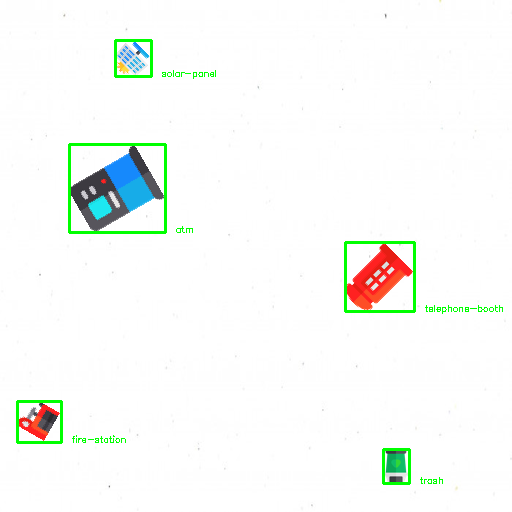 solar-panel
atm
telephone-booth
fire-station
trash